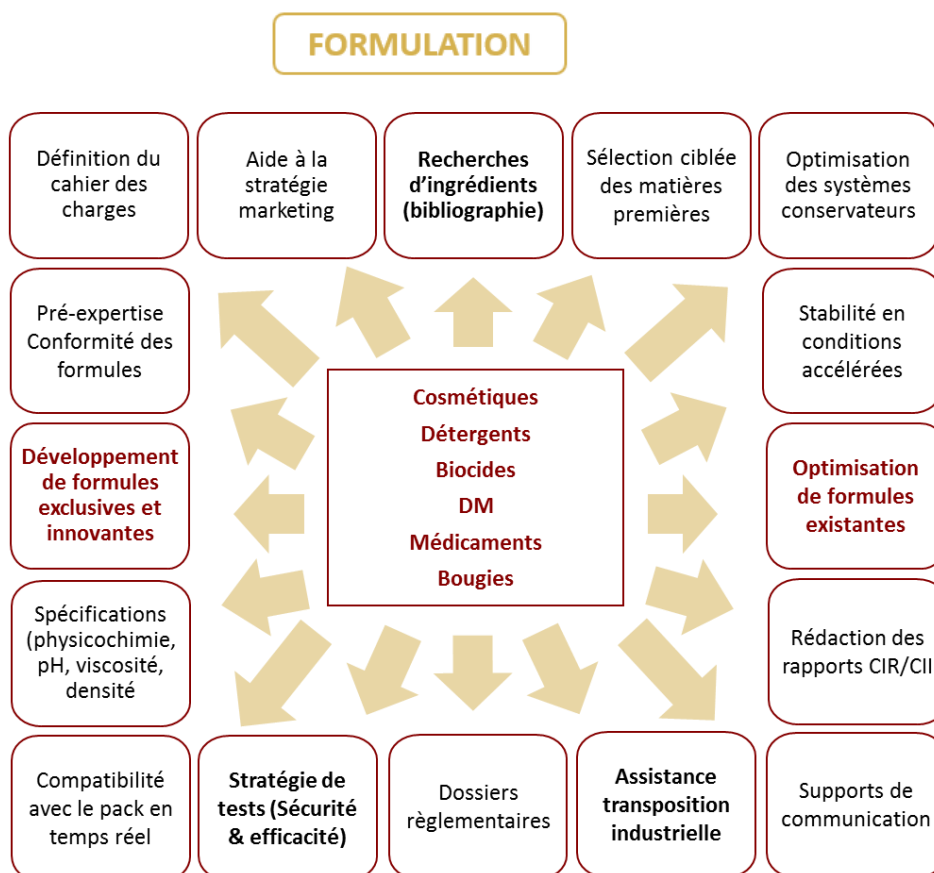 FORMULATION
Définition du
cahier des
charges
Aide à la
stratégie
marketing
Recherches
d'ingrédients
(bibliographie)
Sélection ciblée
des matières
premières
Optimisation
des systèmes
conservateurs
Pré-expertise
Conformité des
formules
Stabilité en
conditions
accélérées
Cosmétiques
Détergents
Biocides
DM
Médicaments
Bougies
Développement
de formules
exclusives et
innovantes
Optimisation
de formules
existantes
Spécifications
(physicochimie,
pH, viscosité,
densité
Rédaction des
rapports CIR/CII
Compatibilité
avec le pack en
temps réel
Stratégie de
tests (Sécurité
& efficacité)
Dossiers
règlementaires
Assistance
transposition
industrielle
Supports de
communication